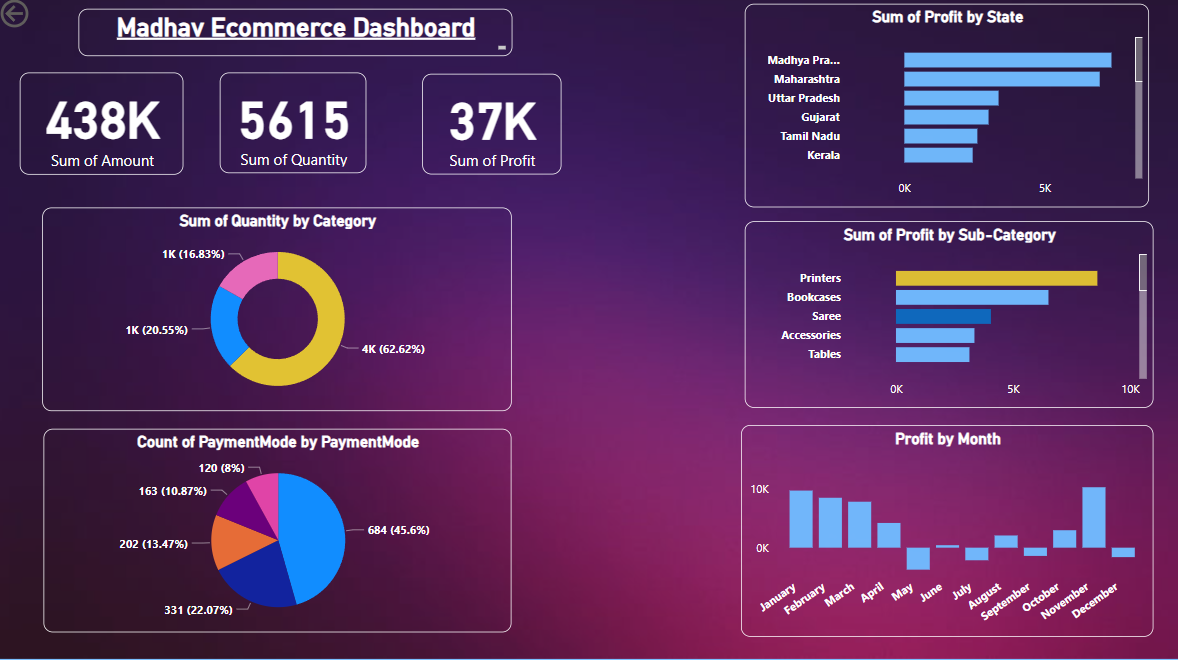 Madhav Ecommerce Dashboard
438K
Sum of Amount
5615
Sum of Quantity
37K
Sum of Profit
Sum of Quantity by Category
1K (16.83%)
1K (20.55%)
4K (62.62%)
Count of PaymentMode by PaymentMode
120 (8%)
163 (10.87%)
684 (45.6%)
202 (13.47%)
331 (22.07%)
Sum of Profit by State
Madhya Pra...
Maharashtra
Uttar Pradesh
Gujarat
Tamil Nadu
Kerala
0K 5K
Sum of Profit by Sub-Category
Printers
Bookcases
Saree
Accessories
Tables
0K 5K 10K
Profit by Month
10K
0K
January February March April May June July August September October November December